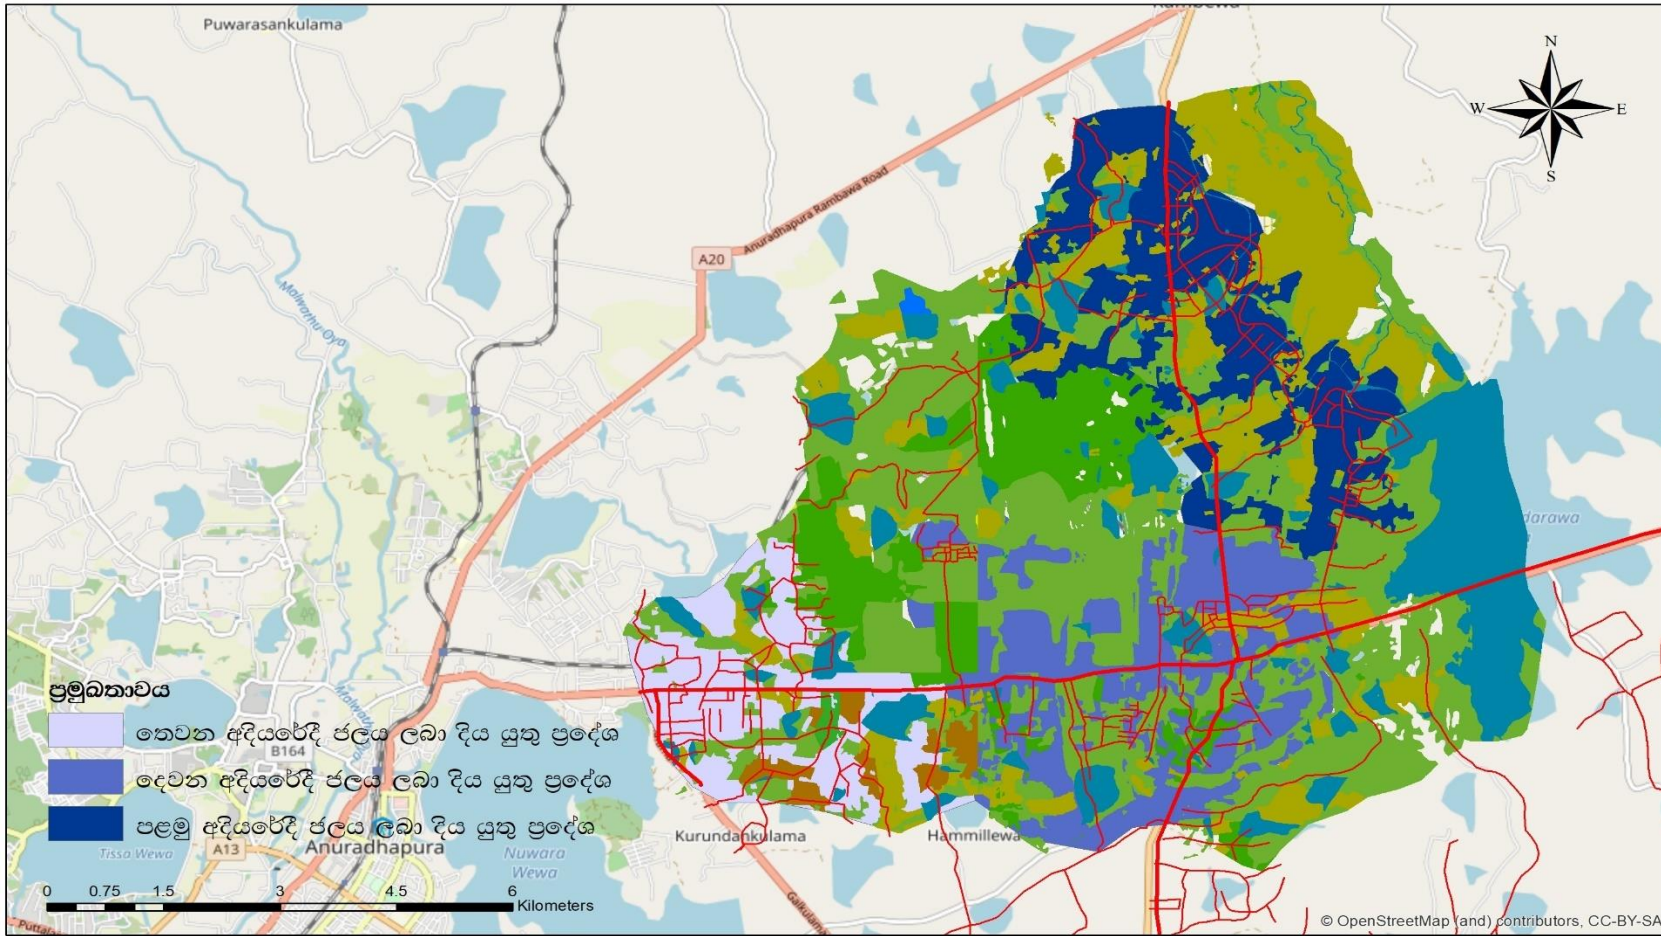 Puwarasankulama
Rambewa
N
W
E
S
Anuradhapura Rambawa Road
A20
Malwathu Oya
darawa
ප්‍රමුඛතාවය
තෙවන අදියරේදී ජලය ලබා දිය යුතු ප්‍රදේශ
B164
දෙවන අදියරේදී ජලය ලබා දිය යුතු ප්‍රදේශ
පළමු අදියරේදී ජලය ලබා දිය යුතු ප්‍රදේශ
Kurundankulama
Hammillewa
Tissa Wewa
A13
Anuradhapura
Nuwara
Wewa
0 0.75 1.5 3 4.5 6
Kilometers
Galkulama
© OpenStreetMap (and) contributors, CC-BY-SA